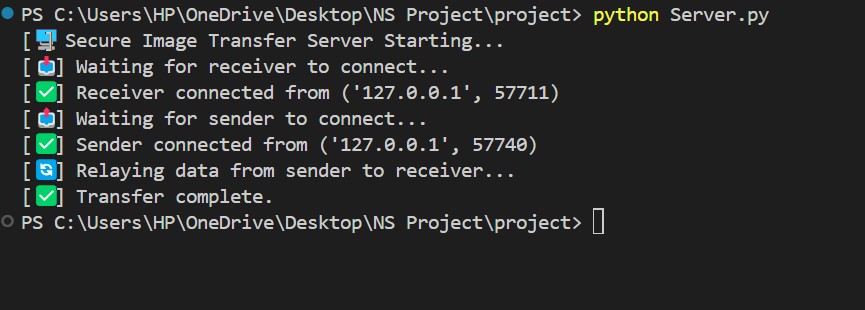 PS C:\Users\HP\OneDrive\Desktop\NS Project\project> python Server.py
[🗜️ Secure Image Transfer Server Starting...
[📥] Waiting for receiver to connect...
[✅] Receiver connected from ('127.0.0.1', 57711)
[📤] Waiting for sender to connect...
[✅] Sender connected from ('127.0.0.1', 57740)
[🔄] Relaying data from sender to receiver...
[✅] Transfer complete.
PS C:\Users\HP\OneDrive\Desktop\NS Project\project>